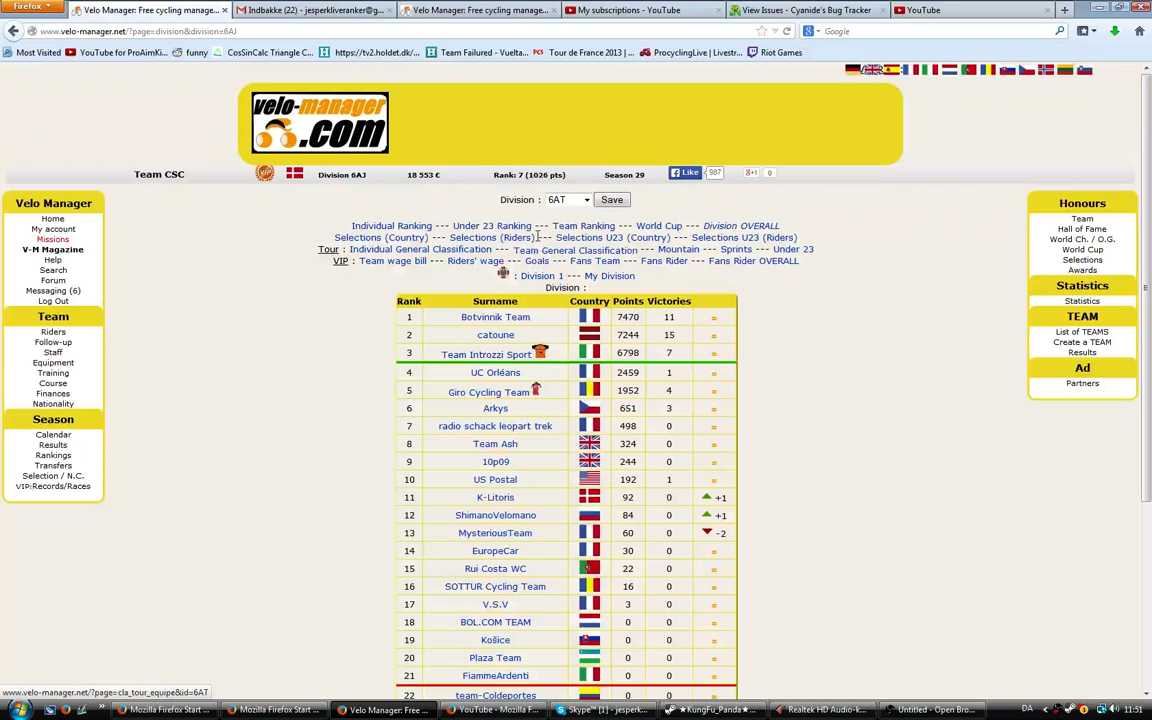 Firefox
Velo Manager: Free cycling manage...
Indbakke (22) - jesperkliveranker@g...
Velo Manager: Free cycling manage...
My subscriptions - YouTube
View Issues - Cyanide's Bug Tracker
YouTube
www.velo-manager.net/?page=division&division=6AJ
Google
Most Visited
YouTube for ProAimKi...
funny
CosSinCalc Triangle C...
https://tv2.holdet.dk/...
Team Failured - Vuelta...
PCS Tour de France 2013 |...
ProcyclingLive | Livestr...
Riot Games
velo-manager
.com
Team CSC
VIP
Division 6AJ
18 553 €
Rank: 7 (1026 pts)
Season 29
Like
987
g+1
0
Velo Manager
Home
My account
Missions
V-M Magazine
Help
Search
Forum
Messaging (6)
Log Out
Team
Riders
Follow-up
Staff
Equipment
Training
Course
Finances
Nationality
Season
Calendar
Results
Rankings
Transfers
Selection / N.C.
VIP:Records/Races
Division : 6AT Save
Individual Ranking --- Under 23 Ranking --- Team Ranking --- World Cup --- Division OVERALL
Selections (Country) --- Selections (Riders) --- Selections U23 (Country) --- Selections U23 (Riders)
Tour : Individual General Classification --- Team General Classification --- Mountain --- Sprints --- Under 23
VIP : Team wage bill --- Riders' wage --- Goals --- Fans Team --- Fans Rider --- Fans Rider OVERALL
: Division 1 --- My Division
Division :
Rank Surname Country Points Victories
1 Botvinnik Team 7470 11 =
2 catoune 7244 15 =
3 Team Introzzi Sport 6798 7 =
4 UC Orléans 2459 1 =
5 Giro Cycling Team 1952 4 =
6 Arkys 651 3 =
7 radio schack leopart trek 498 0 =
8 Team Ash 324 0 =
9 10p09 244 0 =
10 US Postal 192 1 =
11 K-Litoris 92 0 +1
12 ShimanoVelomano 84 0 +1
13 MysteriousTeam 60 0 -2
14 EuropeCar 30 0 =
15 Rui Costa WC 22 0 =
16 SOTTUR Cycling Team 16 0 =
17 V.S.V 3 0 =
18 BOL.COM TEAM 0 0 =
19 Košice 0 0 =
20 Plaza Team 0 0 =
21 FiammeArdenti 0 0 =
22 team-Coldeportes 0 0 =
Honours
Team
Hall of Fame
World Ch. / O.G.
World Cup
Selections
Awards
Statistics
Statistics
TEAM
List of TEAMS
Create a TEAM
Results
Ad
Partners
www.velo-manager.net/?page=cla_tour_equipe&id=6AT
Mozilla Firefox Start ...
Mozilla Firefox Start ...
Velo Manager: Free...
YouTube - Mozilla Fir...
Skype™ [1] - jesperk...
★KungFu_Panda★...
Realtek HD Audio-k...
Untitled - Open Bro...
DA
11:51